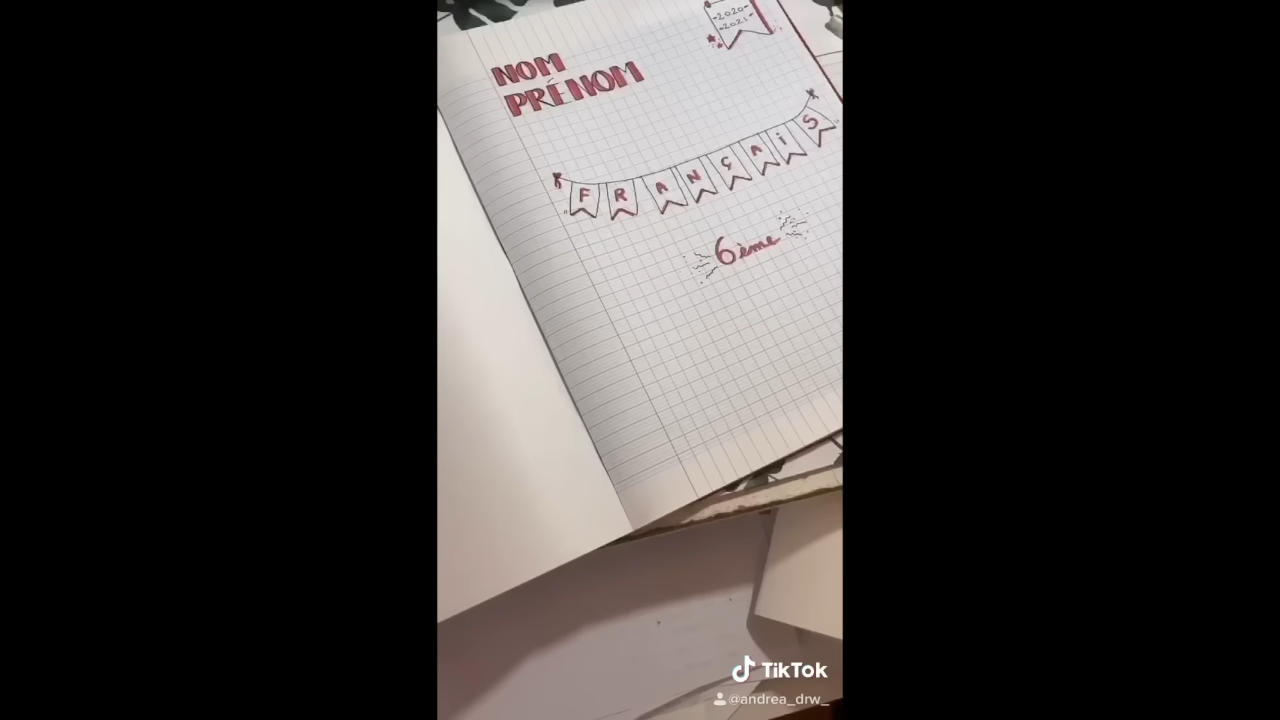 -2020-
-2021-
NOM
PRÉNOM
FRANÇAiS
6ème
TikTok
@andrea_drw_